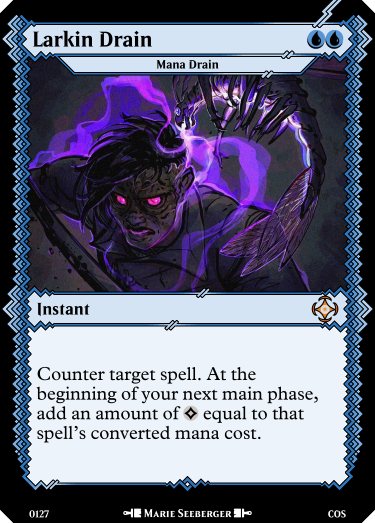 Larkin Drain
Mana Drain
Instant
Counter target spell. At the
beginning of your next main phase,
add an amount of equal to that
spell's converted mana cost.
0127 Marie Seeberger COS